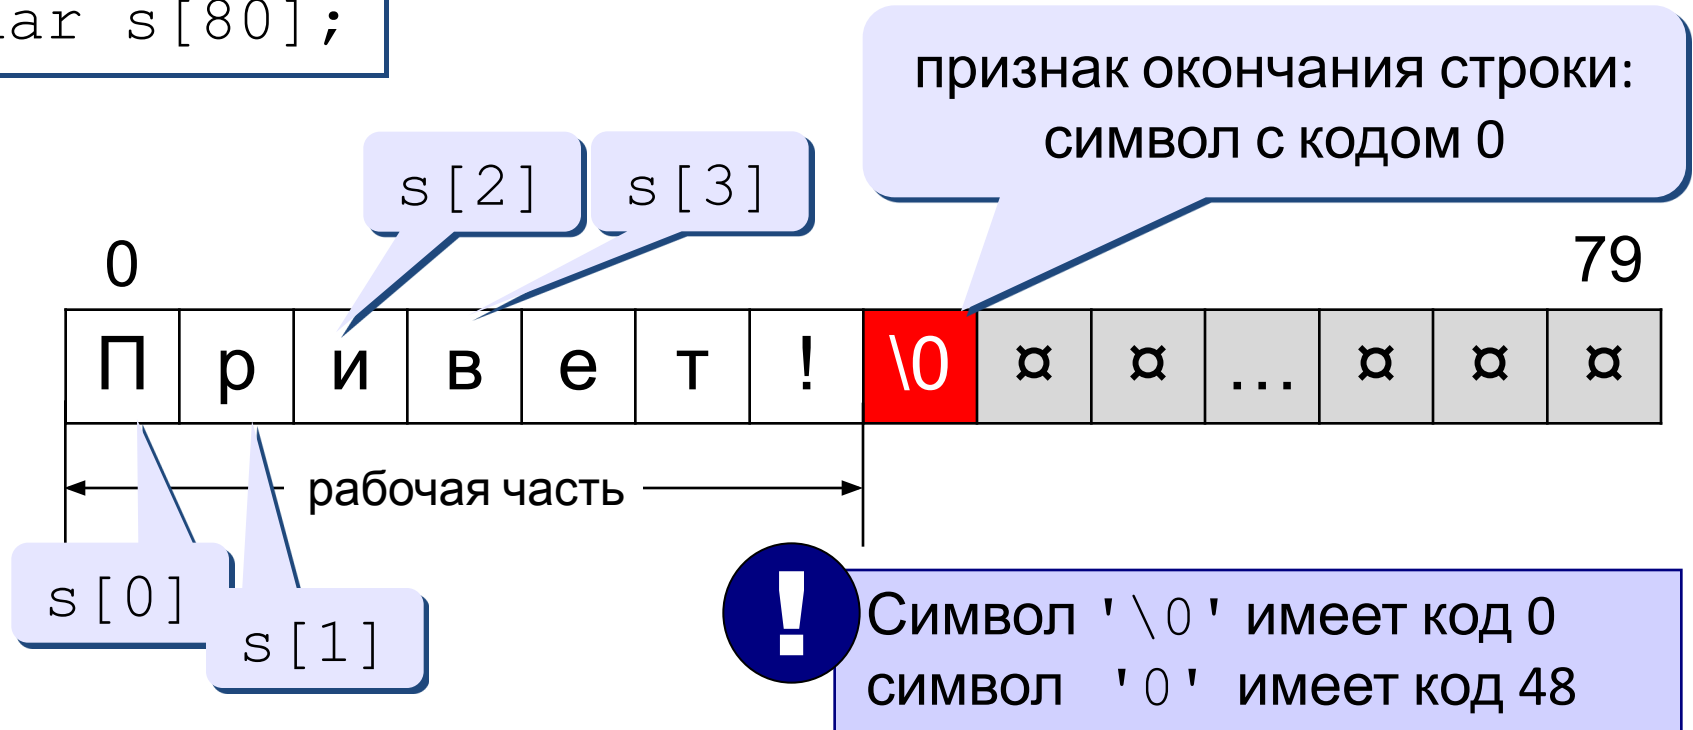 ar s[80];
признак окончания строки:
символ с кодом 0
s[2] s[3]
0 79
П р и в е т ! \0 ¤ ¤ … ¤ ¤ ¤
рабочая часть
s[0]
s[1]
!
Символ '\0' имеет код 0
символ '0' имеет код 48